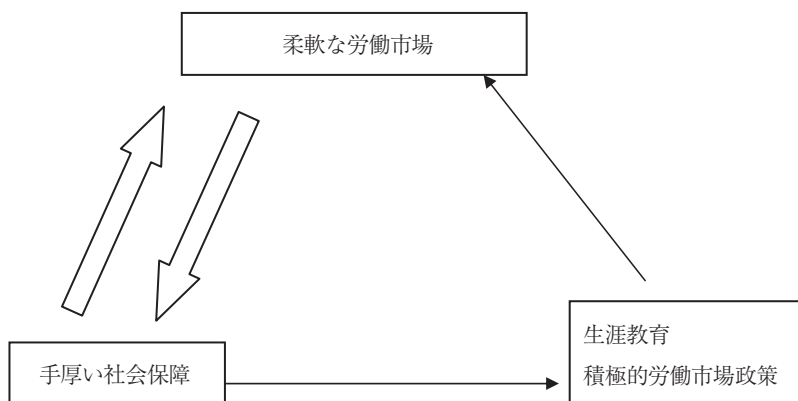 柔軟な労働市場
手厚い社会保障
生涯教育
積極的労働市場政策